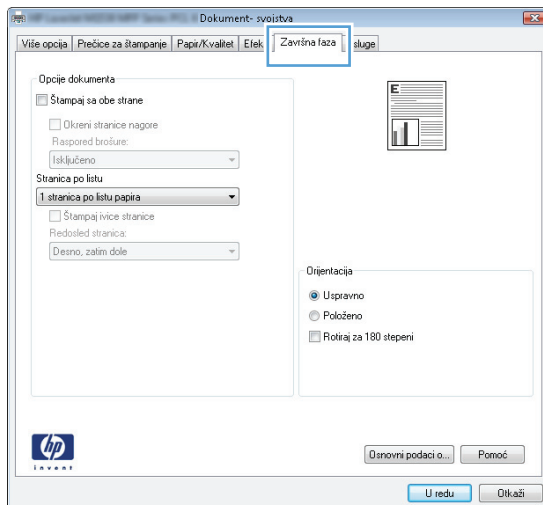 Dokument- svojstva
Više opcija Prečice za štampanje Papir/Kvalitet Efek Završna faza sluge
Opcije dokumenta
Štampaj sa obe strane
Okreni stranice nagore
Raspored brošure:
Isključeno
Stranica po listu
1 stranica po listu papira
Štampaj ivice stranice
Redosled stranica:
Desno, zatim dole
E
Orijentacija
Uspravno
Položeno
Rotiraj za 180 stepeni
hp
invent
Osnovni podaci o... Pomoć
U redu Otkaži